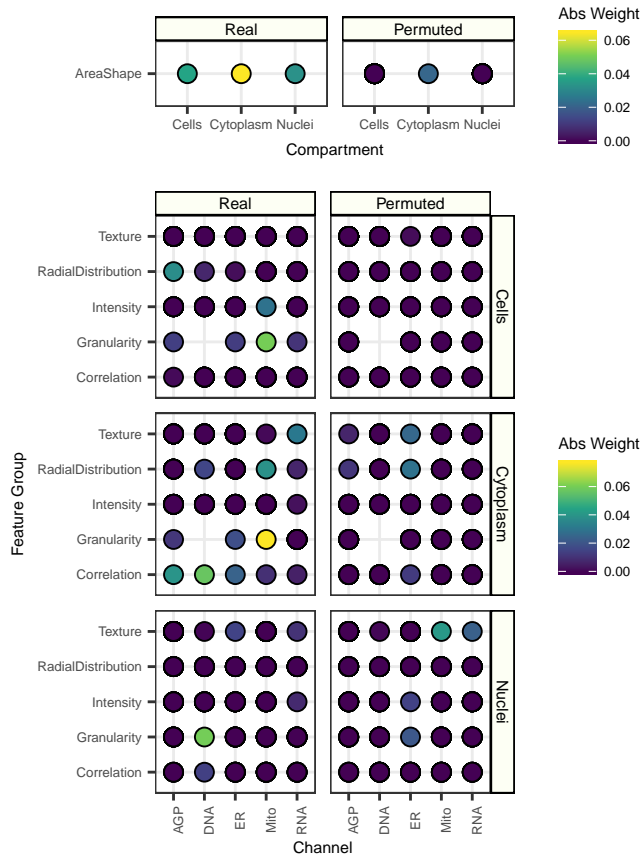 Real
Permuted
AreaShape
Cells
Cytoplasm
Nuclei
Cells
Cytoplasm
Nuclei
Compartment
Abs Weight
0.06
0.04
0.02
0.00
Real
Permuted
Feature Group
Texture
RadialDistribution
Intensity
Granularity
Correlation
Cells
Texture
RadialDistribution
Intensity
Granularity
Correlation
Cytoplasm
Texture
RadialDistribution
Intensity
Granularity
Correlation
Nuclei
AGP
DNA
ER
Mito
RNA
AGP
DNA
ER
Mito
RNA
Channel
Abs Weight
0.06
0.04
0.02
0.00